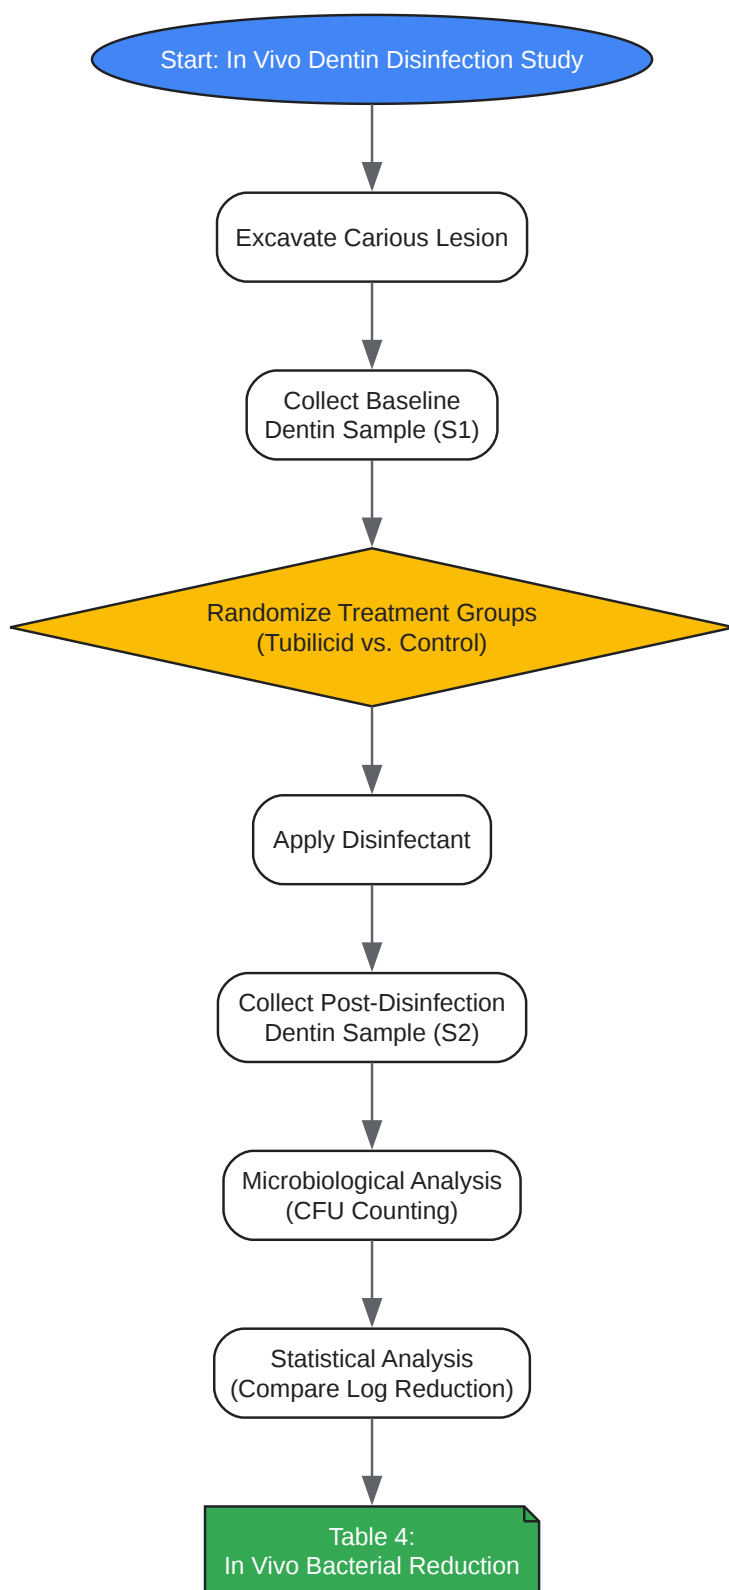 Start: In Vivo Dentin Disinfection Study
Excavate Carious Lesion
Collect Baseline
Dentin Sample (S1)
Randomize Treatment Groups
(Tubilicid vs. Control)
Apply Disinfectant
Collect Post-Disinfection
Dentin Sample (S2)
Microbiological Analysis
(CFU Counting)
Statistical Analysis
(Compare Log Reduction)
Table 4:
In Vivo Bacterial Reduction